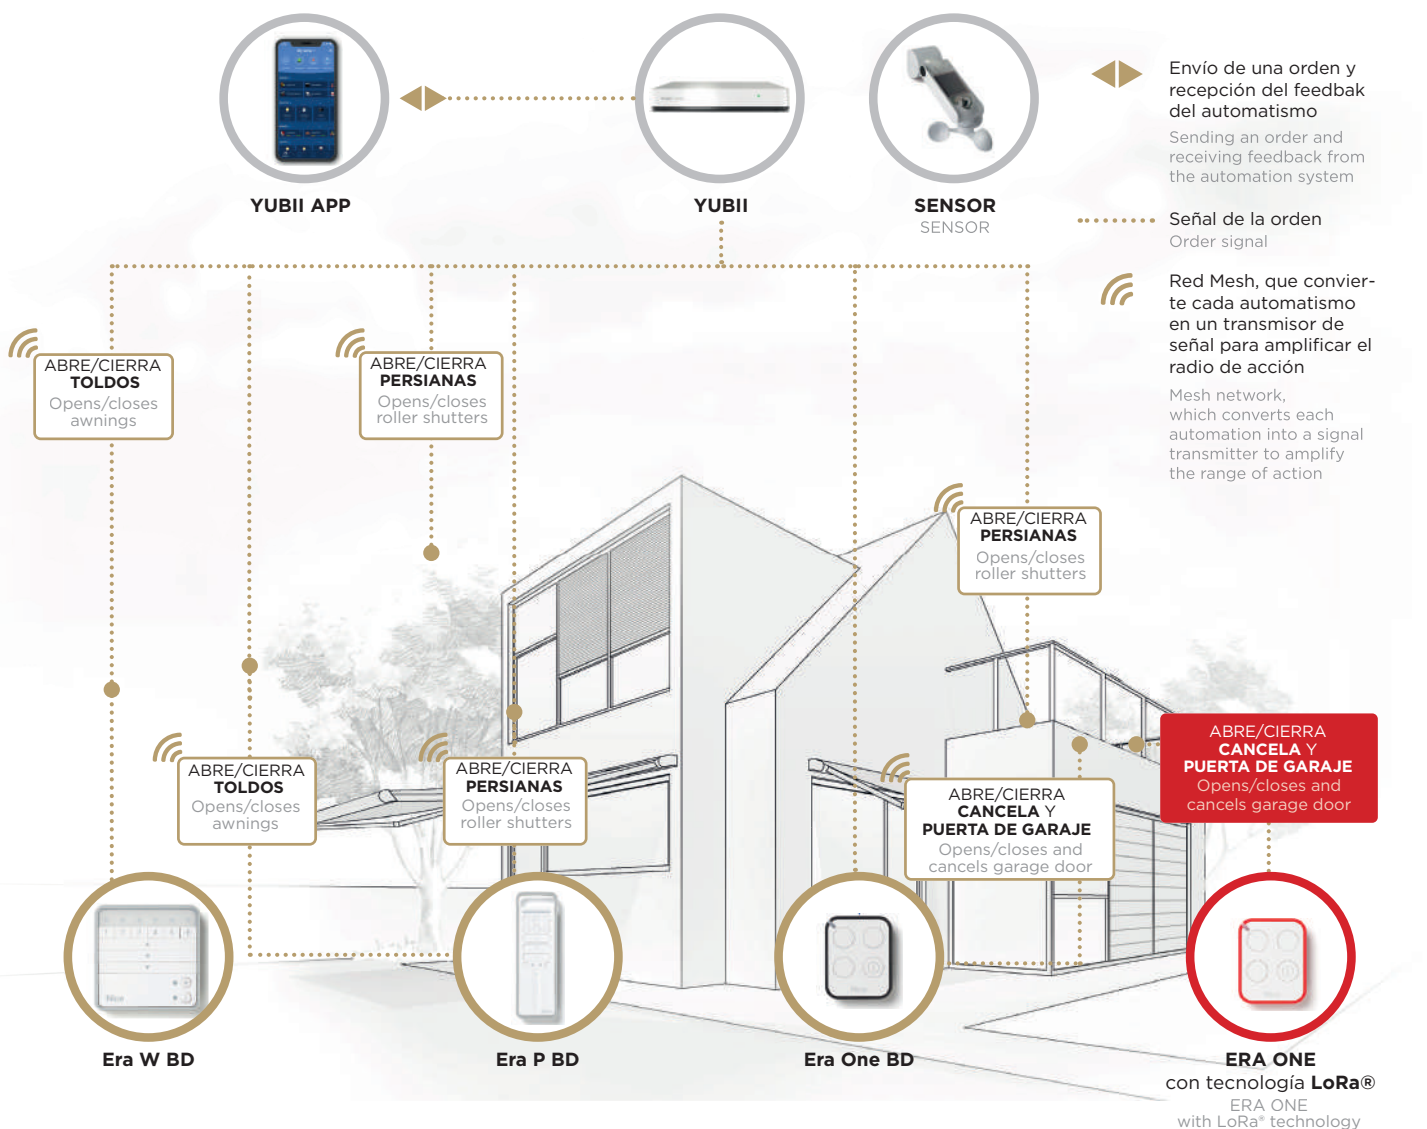 YUBII APP
YUBII
SENSOR
SENSOR
Envío de una orden y
recepción del feedbak
del automatismo
Sending an order and
receiving feedback from
the automation system
Señal de la orden
Order signal
Red Mesh, que convier-
te cada automatismo
en un transmisor de
señal para amplificar el
radio de acción
Mesh network,
which converts each
automation into a signal
transmitter to amplify
the range of action
ABRE/CIERRA
TOLDOS
Opens/closes
awnings
ABRE/CIERRA
PERSIANAS
Opens/closes
roller shutters
ABRE/CIERRA
PERSIANAS
Opens/closes
roller shutters
ABRE/CIERRA
TOLDOS
Opens/closes
awnings
ABRE/CIERRA
PERSIANAS
Opens/closes
roller shutters
ABRE/CIERRA
CANCELA Y
PUERTA DE GARAJE
Opens/closes and
cancels garage door
ABRE/CIERRA
CANCELA Y
PUERTA DE GARAJE
Opens/closes and
cancels garage door
Nice
Nice
Era W BD
Era P BD
Era One BD
ERA ONE
con tecnología LoRa®
ERA ONE
with LoRa® technology